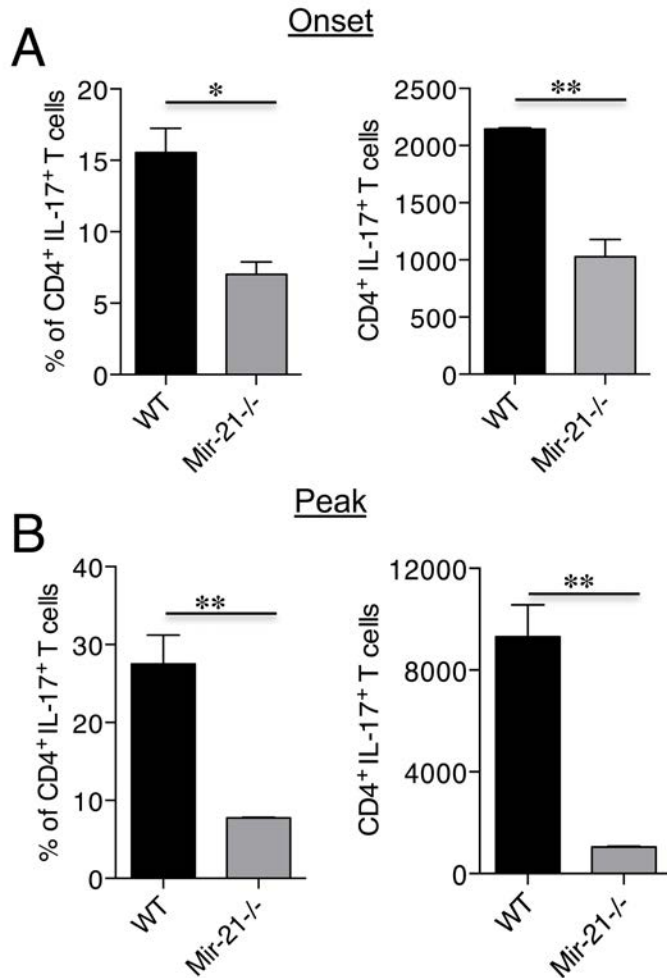 Onset
A
% of CD4+ IL-17+ T cells
20
15
10
5
0
*
WT
Mir-21-/-
CD4+ IL-17+ T cells
2500
2000
1500
1000
500
0
**
WT
Mir-21-/-
Peak
B
% of CD4+IL-17+ T cells
40
30
20
10
0
**
WT
Mir-21-/-
CD4+ IL-17+ T cells
12000
8000
4000
0
**
WT
Mir-21-/-